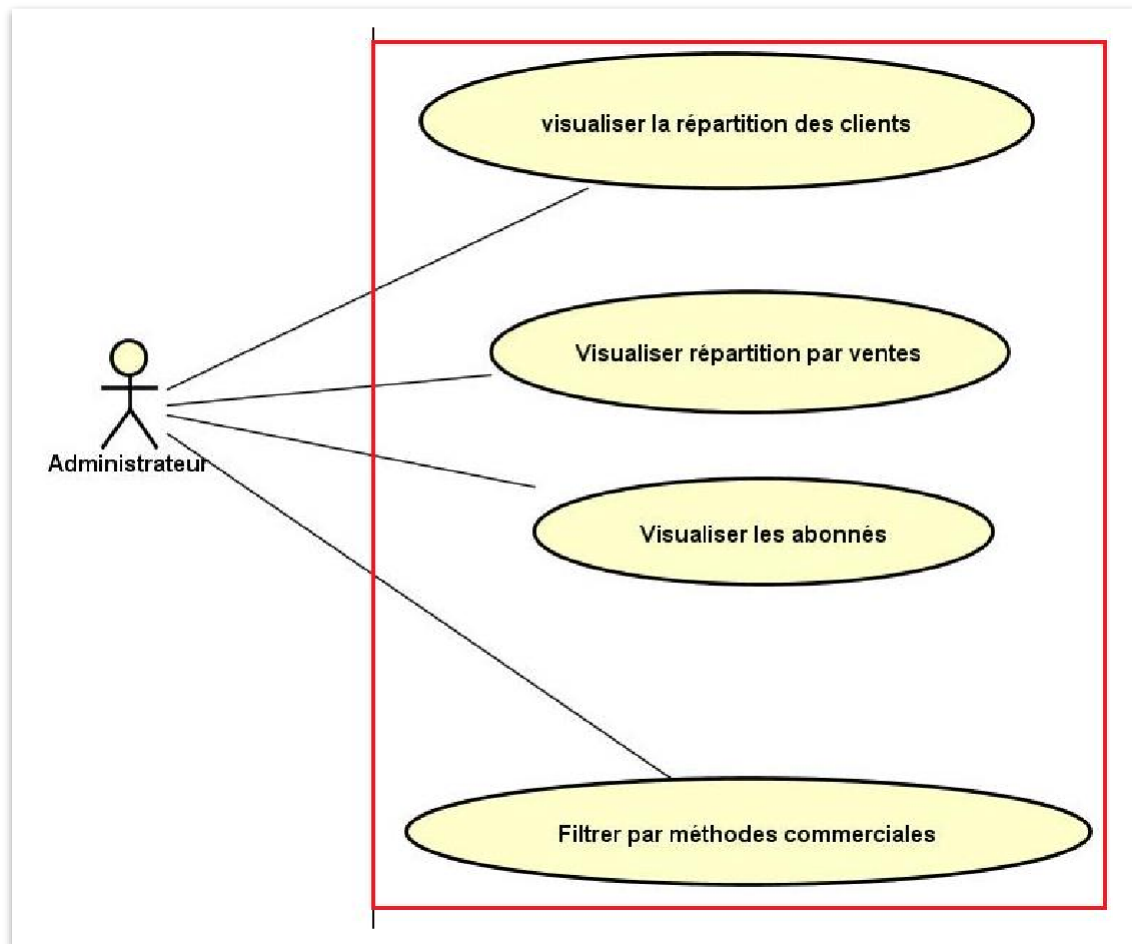 visualiser la répartition des clients
Visualiser répartition par ventes
Administrateur
Visualiser les abonnés
Filtrer par méthodes commerciales